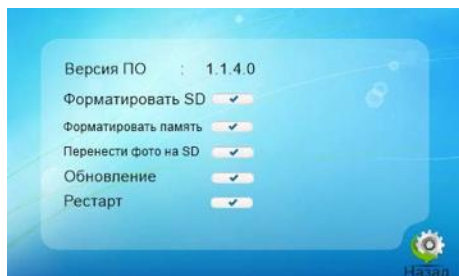 Версия ПО : 1.1.4.0
Форматировать SD
Форматировать память
Перенести фото на SD
Обновление
Рестарт
Назад